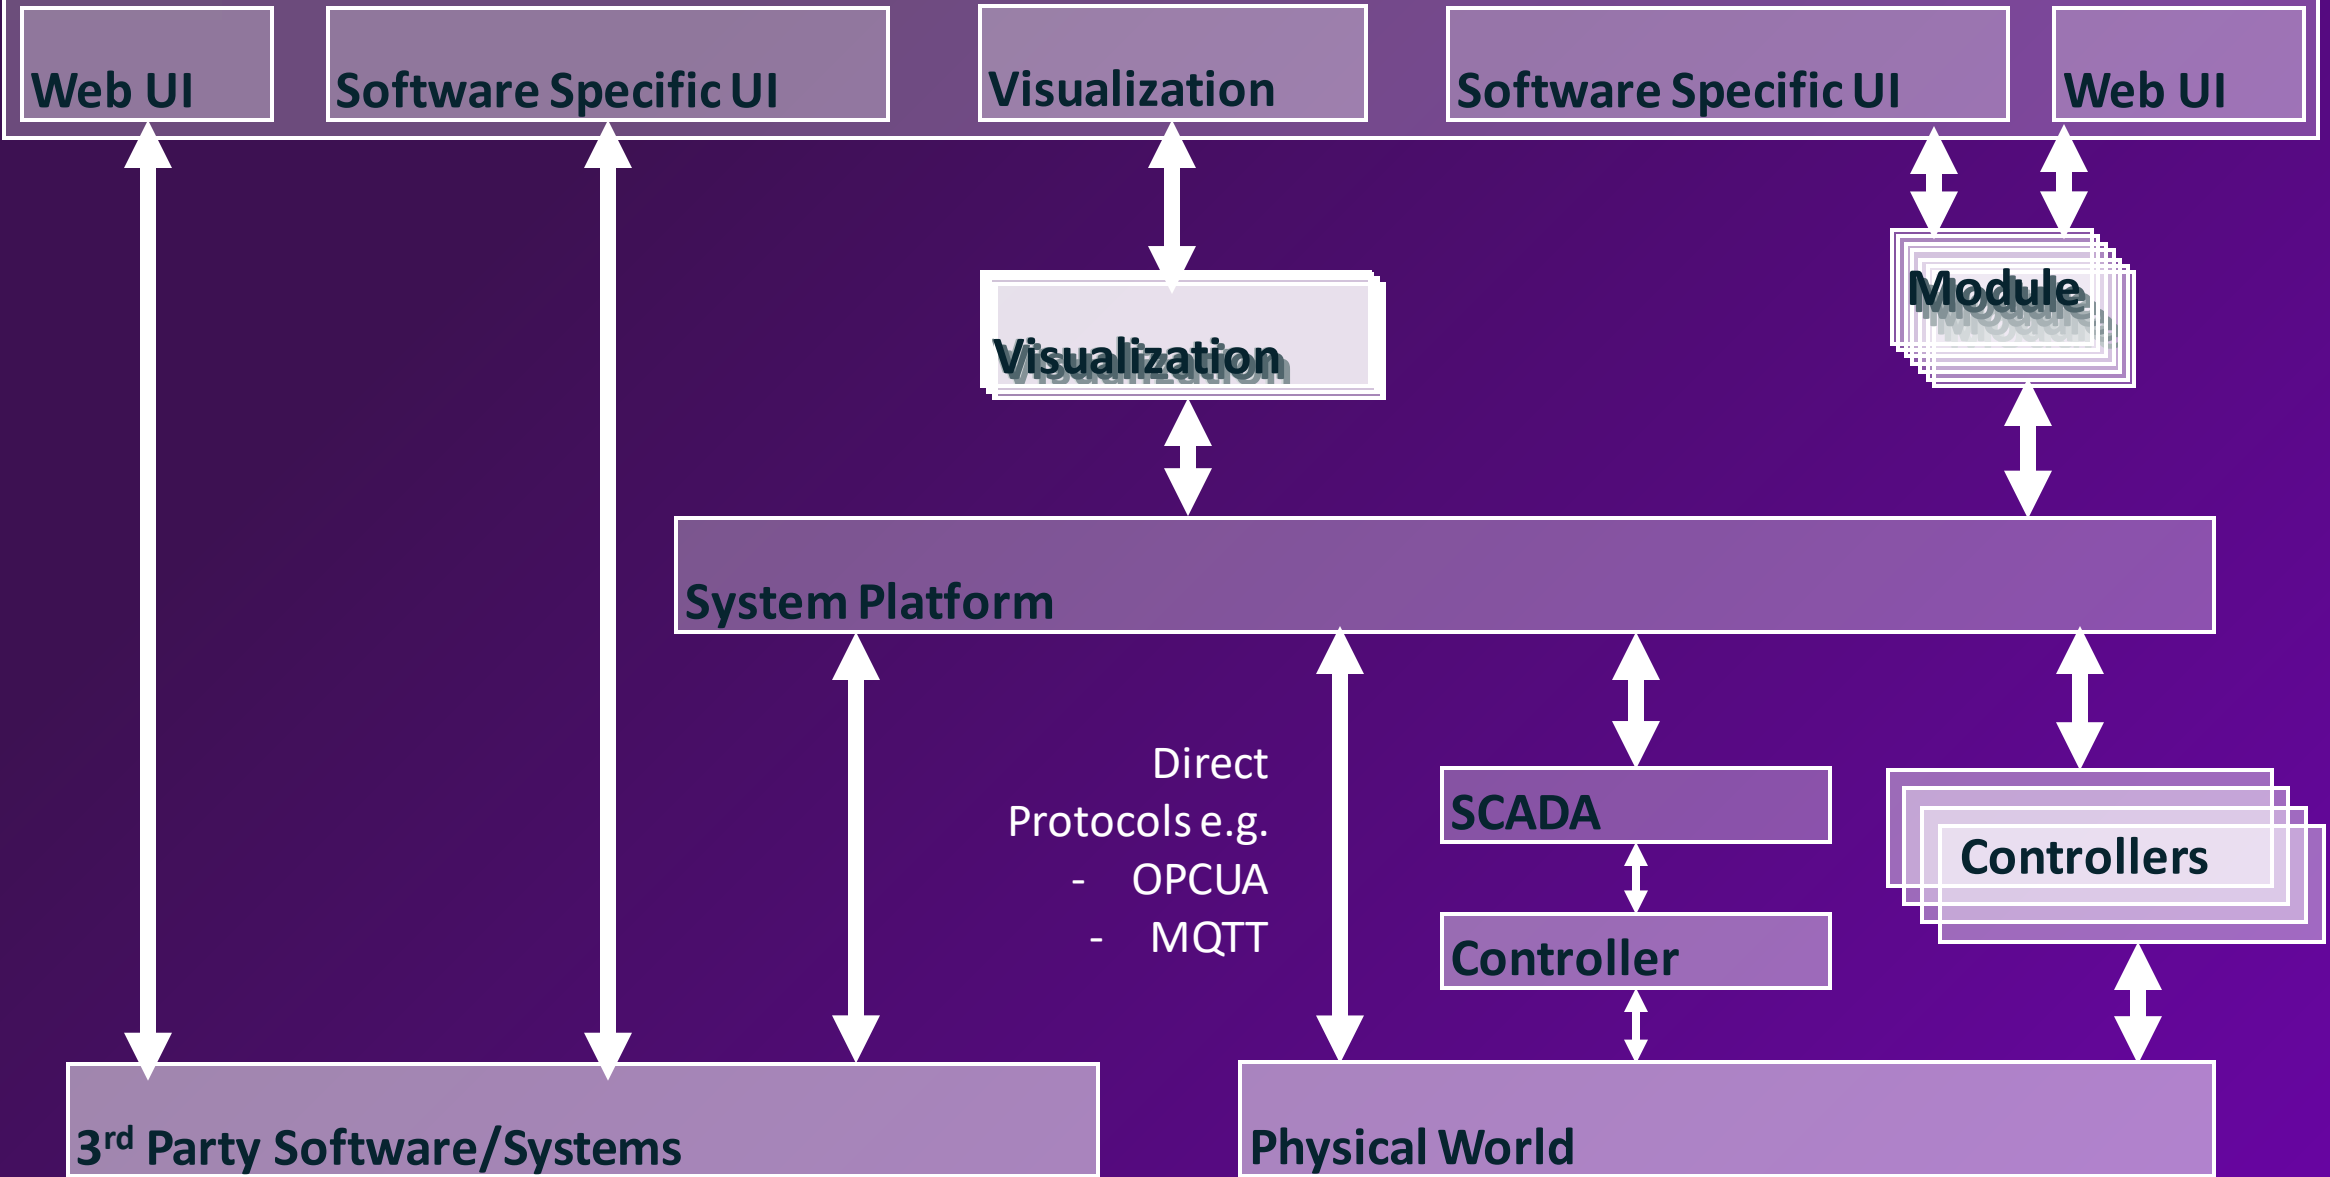 Web UI
Software Specific UI
Visualization
Software Specific UI
Web UI
Module
Visualization
System Platform
Direct
Protocols e.g.
- OPCUA
- MQTT
SCADA
Controllers
Controller
3rd Party Software/Systems
Physical World